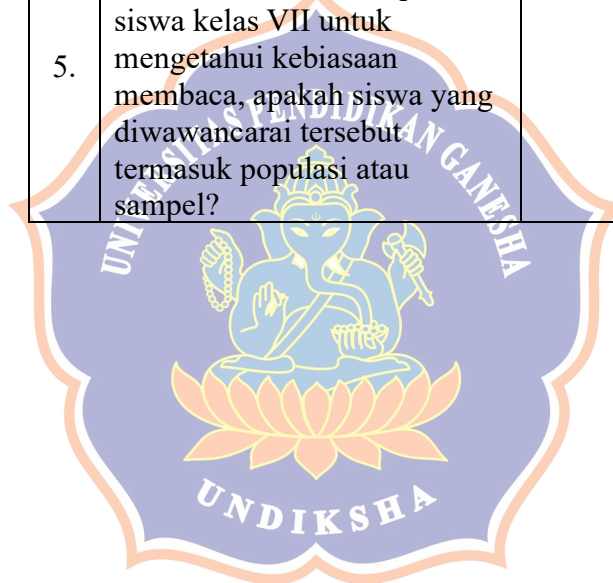 siswa kelas VII untuk
5. mengetahui kebiasaan
membaca, apakah siswa yang
diwawancarai tersebut
termasuk populasi atau
sampel?
UNIVERSITAS PENDIDIKAN GANESHA
UNDIKSHA